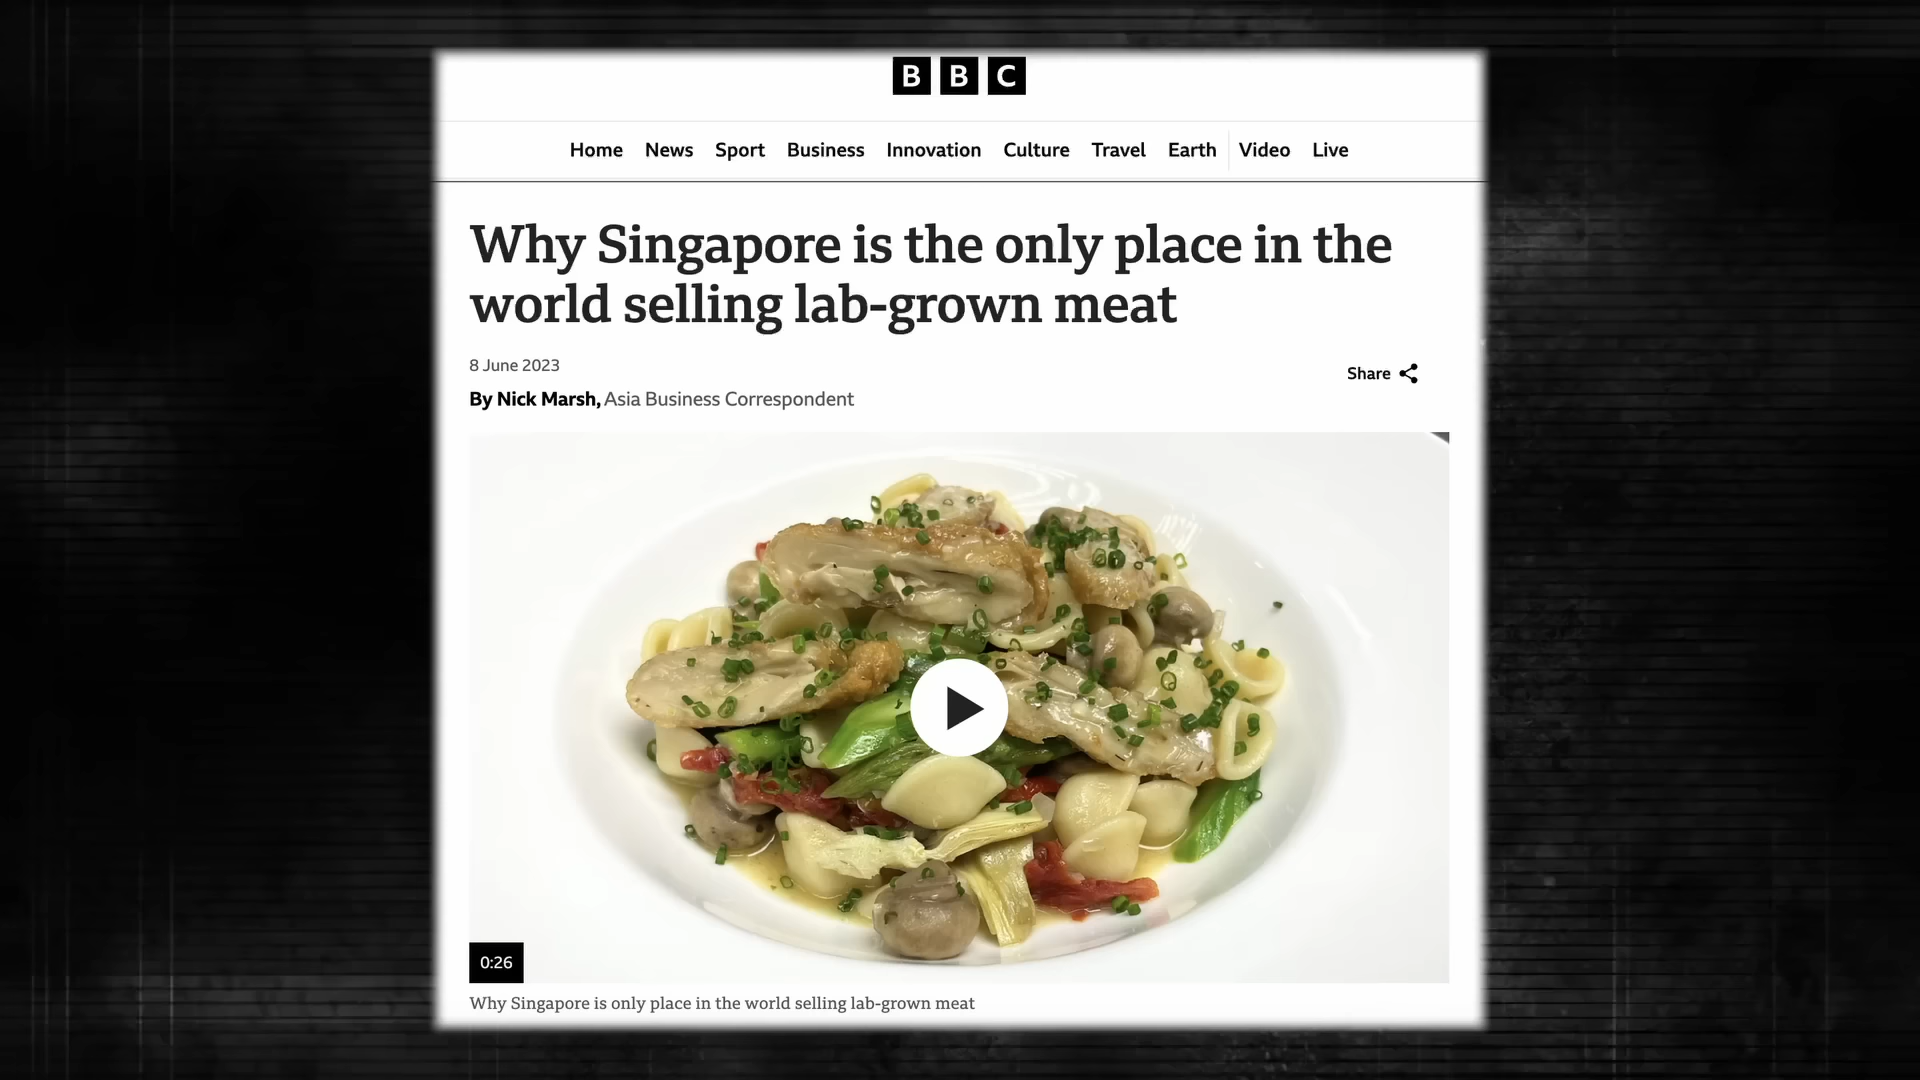 BBC
Home News Sport Business Innovation Culture Travel Earth Video Live
Why Singapore is the only place in the
world selling lab-grown meat
8 June 2023
Share
By Nick Marsh, Asia Business Correspondent
0:26
Why Singapore is only place in the world selling lab-grown meat